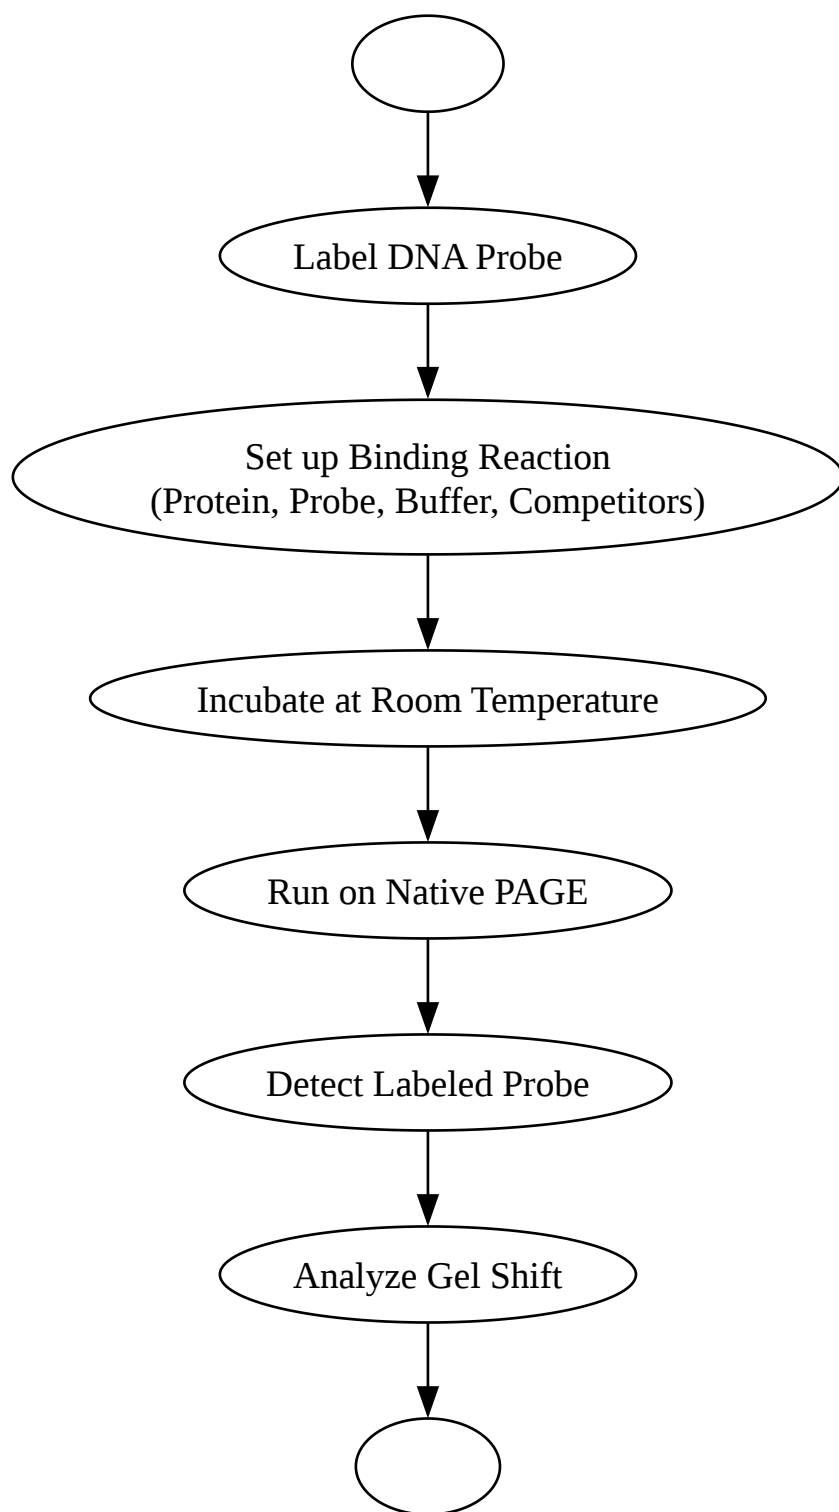 Label DNA Probe
Set up Binding Reaction
(Protein, Probe, Buffer, Competitors)
Incubate at Room Temperature
Run on Native PAGE
Detect Labeled Probe
Analyze Gel Shift